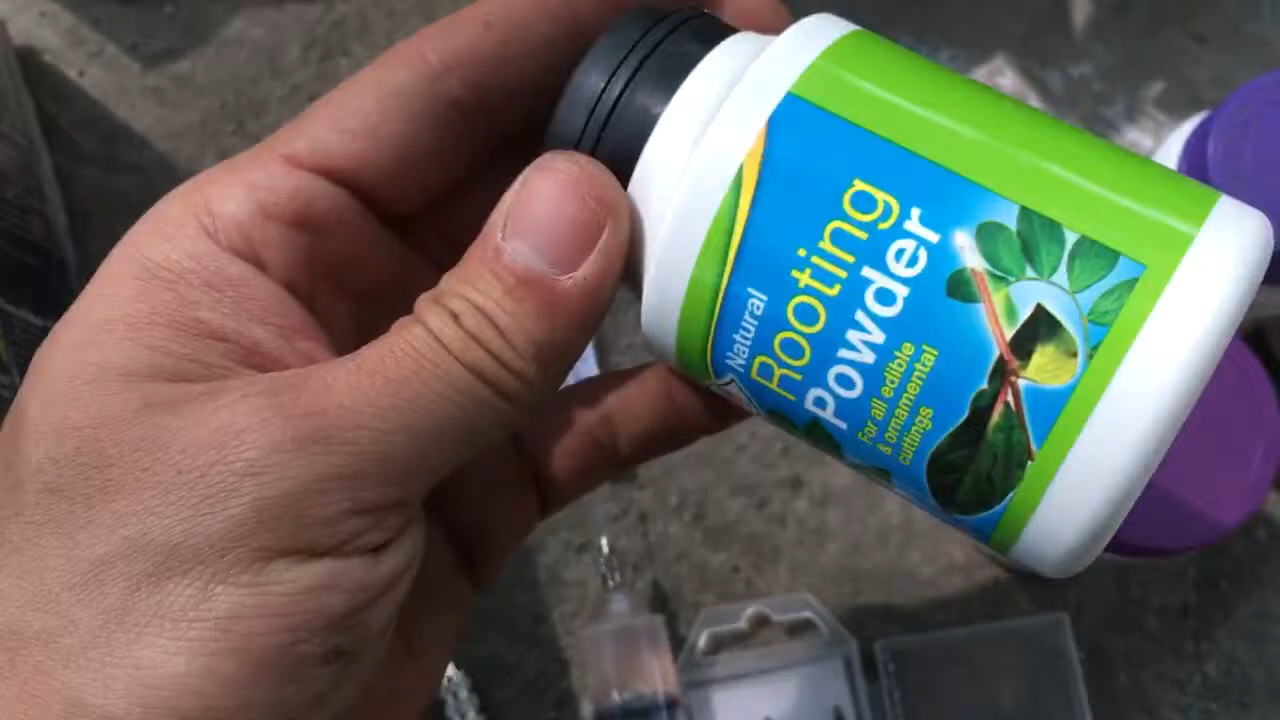 Natural
Rooting
Powder
For all edible
& ornamental
cuttings